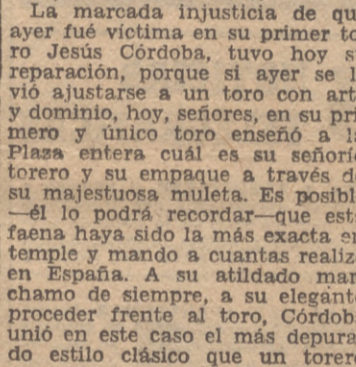 La marcada injusticia de qu
ayer fué víctima en su primer to
ro Jesús Córdoba, tuvo hoy s
reparación, porque si ayer se l
vió ajustarse a un toro con art
y dominio, hoy, señores, en su pri
mero y único toro enseñó a l
Plaza entera cuál es su señorí
torero y su empaque a través d
su majestuosa muleta. Es posibl
—él lo podrá recordar—que est
faena haya sido la más exacta en
temple y mando a cuantas realiz
en España. A su atildado mar
chamo de siempre, a su elegant
proceder frente al toro, Córdob
unió en este caso el más depura
do estilo clásico que un torero